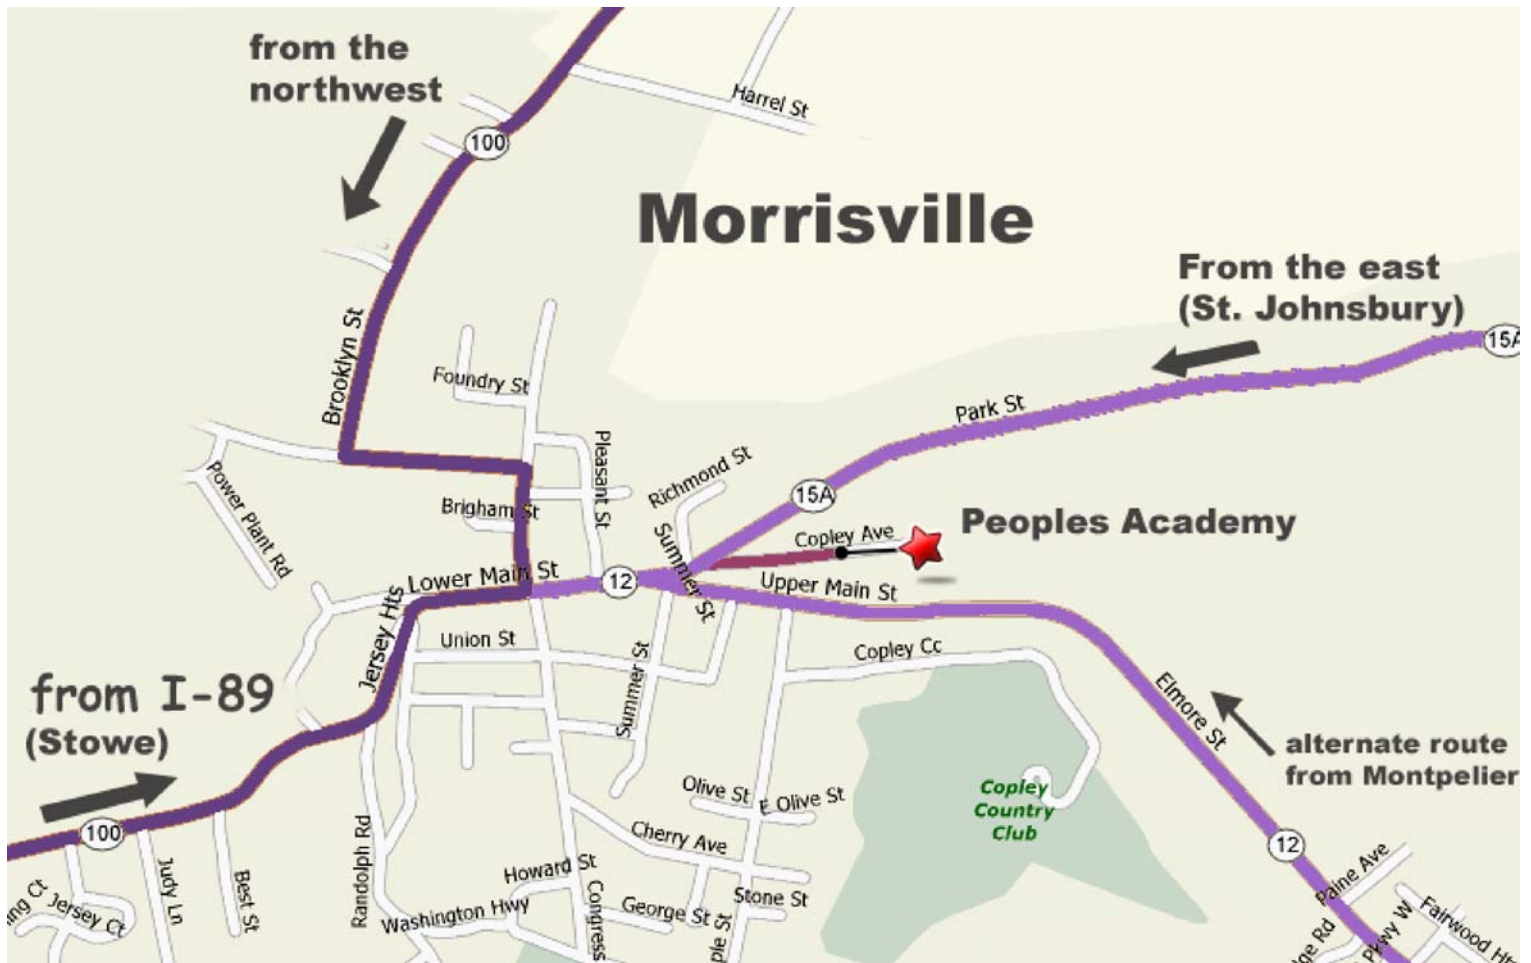 from the
northwest
Harrel St
100
Morrisville
From the east
(St. Johnsbury)
15A
Brooklyn St
Foundry St
Park St
Pleasant St
Richmond St
15A
Power Plant Rd
Brigham St
Summer St
Copley Ave
Peoples Academy
Lower Main St
12
Upper Main St
Jersey Hts
Union St
Copley Cc
from I-89
(Stowe)
Summer St
Elmore St
alternate route
from Montpelier
Olive St
E Olive St
Copley
Country
Club
100
Cherry Ave
12
Randolph Rd
Judy Ln
Best St
Howard St
Paine Ave
Jersey Ct
Washington Hwy
Congress
George St
Stone St
Fairwood Ht
Pkwy W